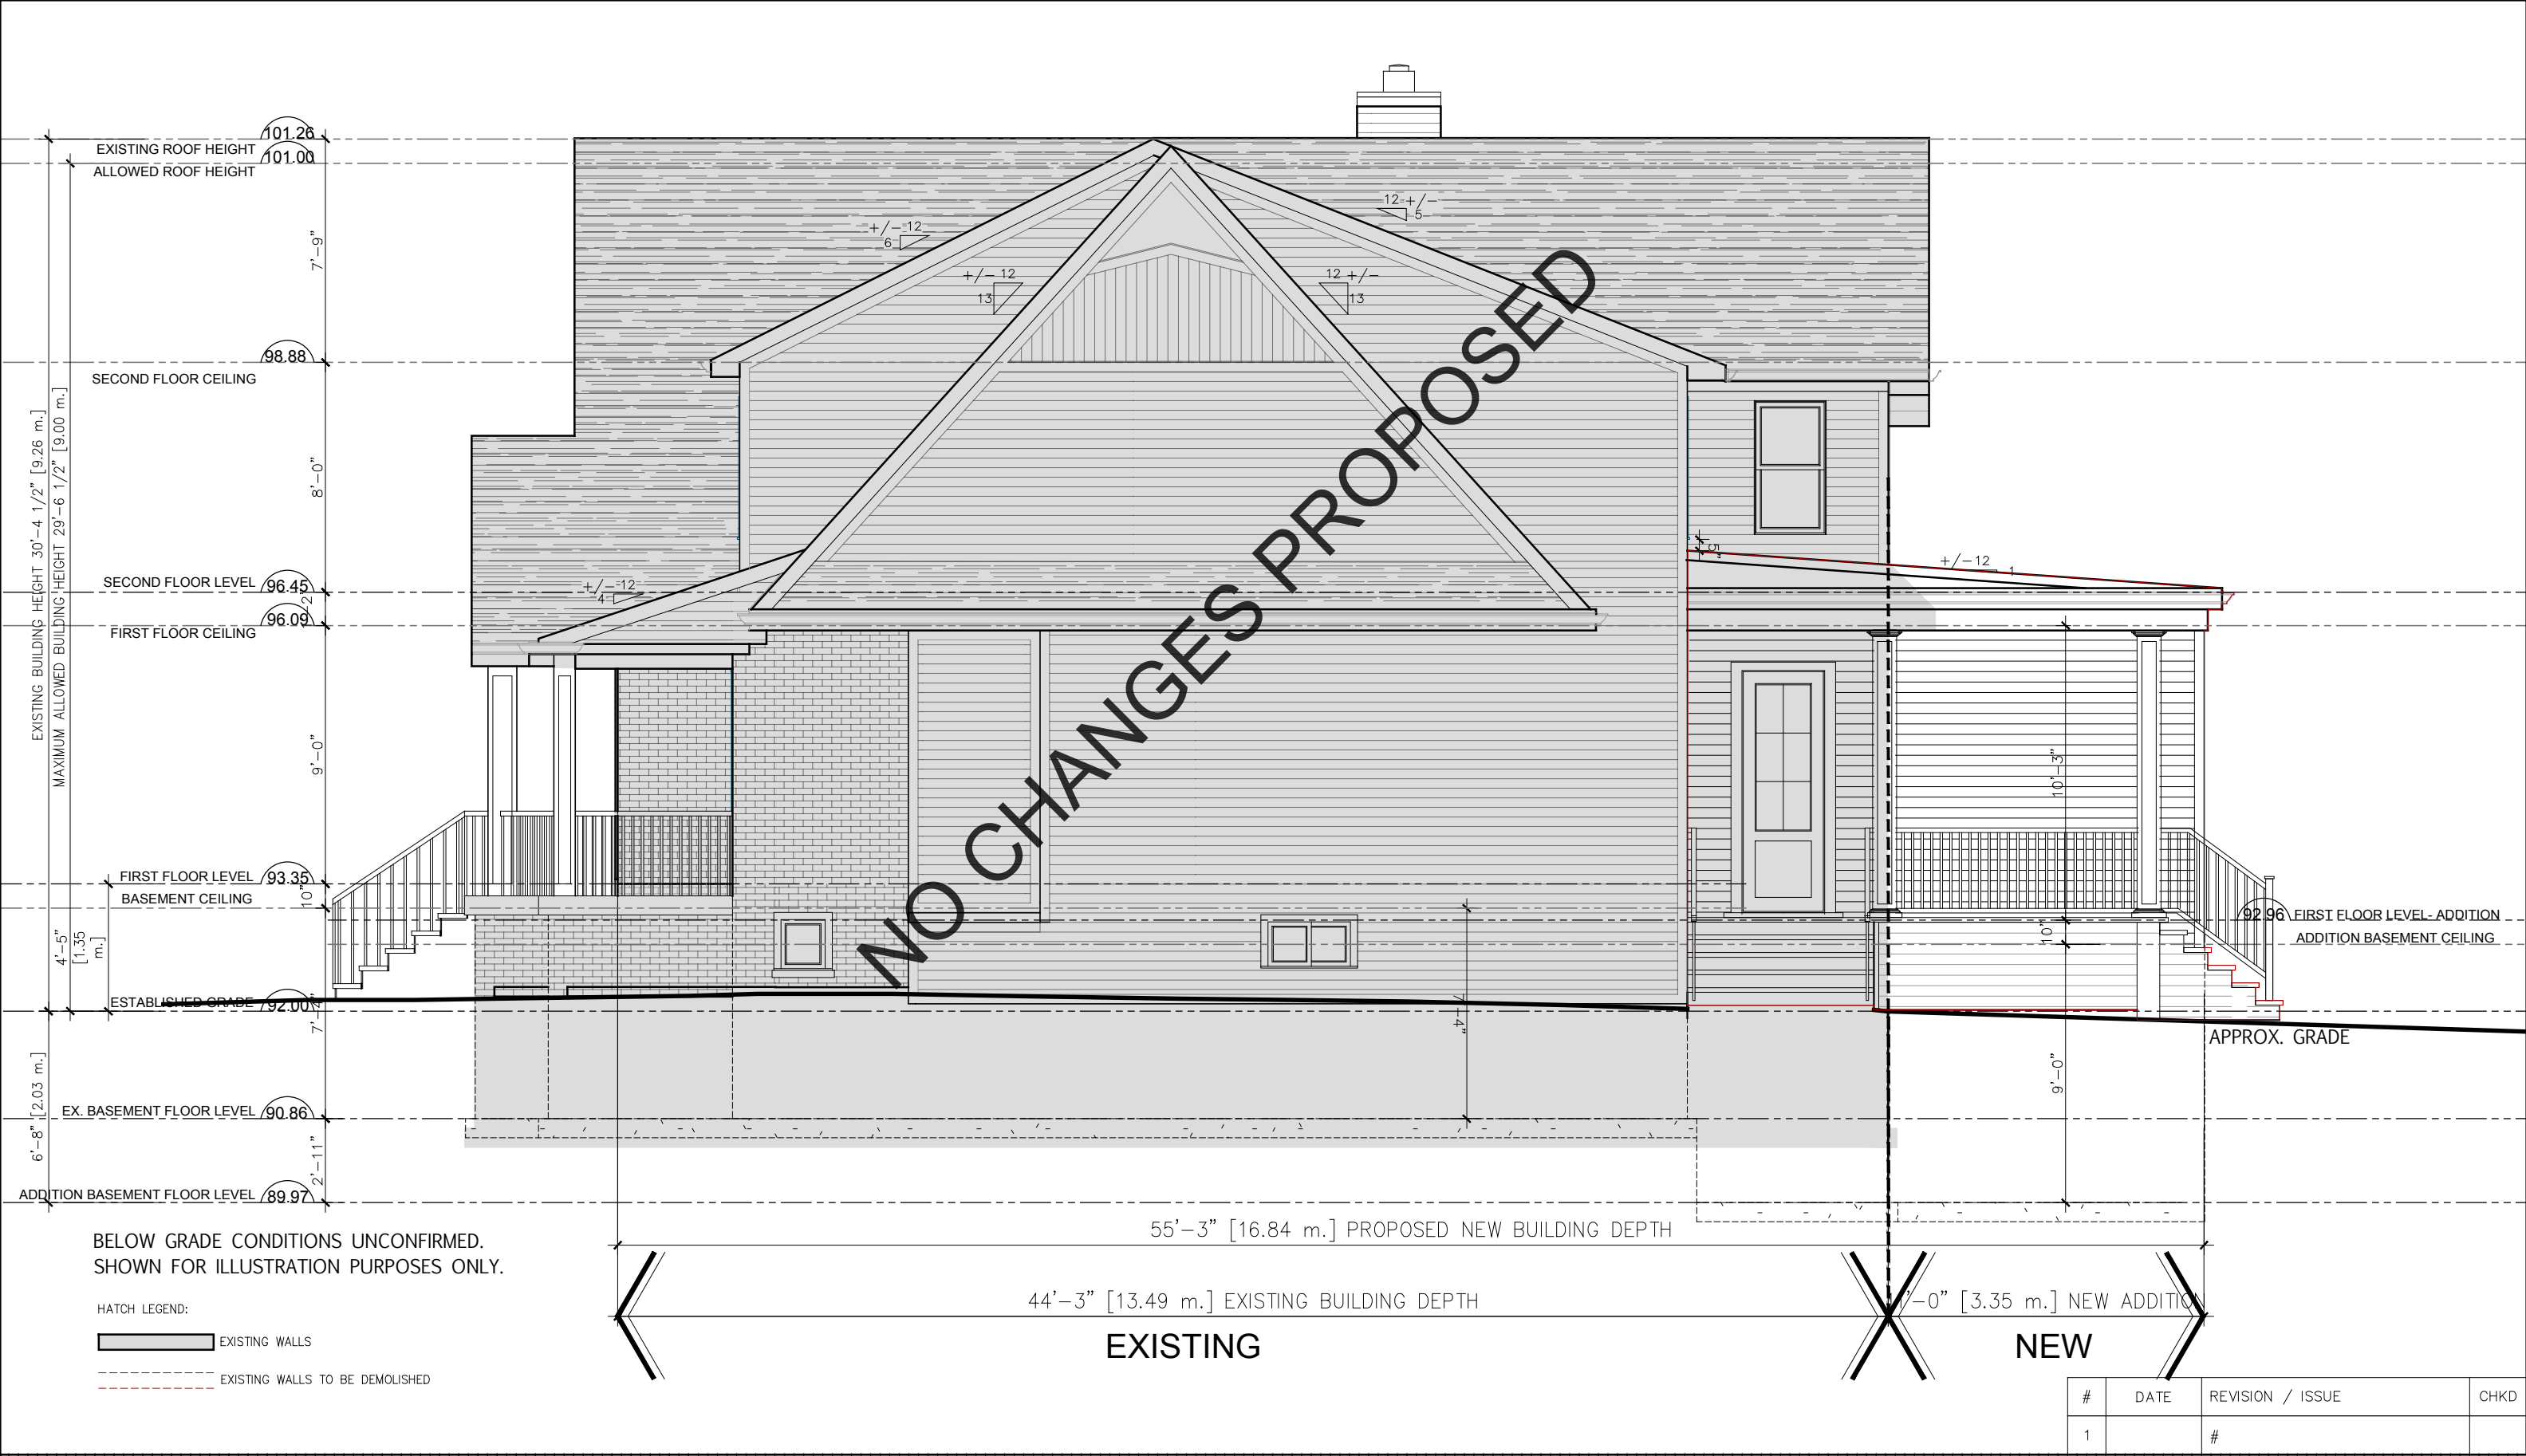 101.26
EXISTING ROOF HEIGHT
101.00
ALLOWED ROOF HEIGHT
7'-9"
98.88
SECOND FLOOR CEILING
8'-0"
SECOND FLOOR LEVEL 96.45
96.09
FIRST FLOOR CEILING
9'-0"
FIRST FLOOR LEVEL 93.35
BASEMENT CEILING
10"
4'-5"
[1.35
m.]
ESTABLISHED GRADE 92.00
7'-4"
EX. BASEMENT FLOOR LEVEL 90.86
6'-8" [2.03 m.]
2'-11"
ADDITION BASEMENT FLOOR LEVEL 89.97
EXISTING BUILDING HEIGHT 30'-4 1/2" [9.26 m.]
MAXIMUM ALLOWED BUILDING HEIGHT 29'-6 1/2" [9.00 m.]
+/- 12
6
12 +/-
5
+/- 12
13
12 +/-
13
+/- 12
4
5"
+/-12
1
NO CHANGES PROPOSED
10'-3"
92.96 FIRST FLOOR LEVEL- ADDITION
10"
ADDITION BASEMENT CEILING
APPROX. GRADE
9'-0"
55'-3" [16.84 m.] PROPOSED NEW BUILDING DEPTH
44'-3" [13.49 m.] EXISTING BUILDING DEPTH
'-0" [3.35 m.] NEW ADDITION
EXISTING
NEW
BELOW GRADE CONDITIONS UNCONFIRMED.
SHOWN FOR ILLUSTRATION PURPOSES ONLY.
HATCH LEGEND:
EXISTING WALLS
EXISTING WALLS TO BE DEMOLISHED
# DATE REVISION / ISSUE CHKD
1 #